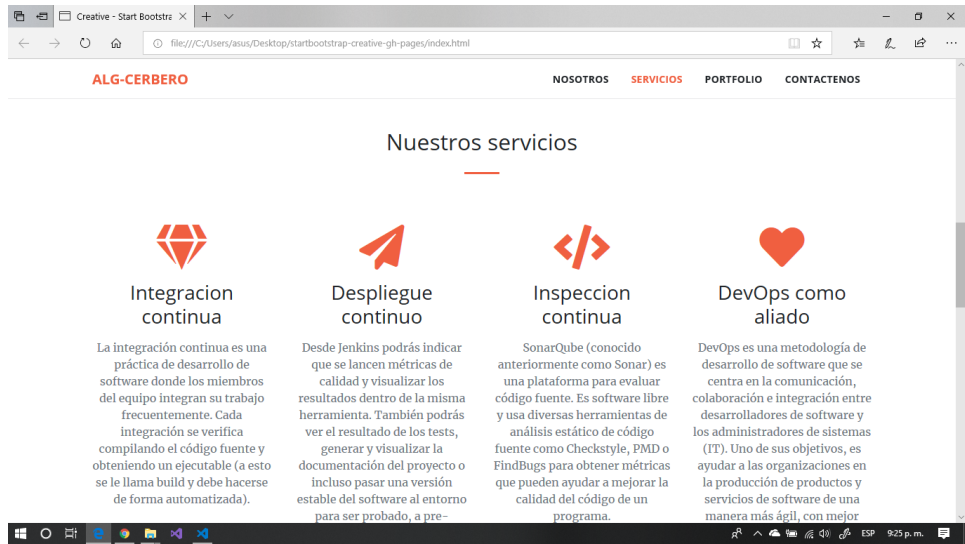 Creative - Start Bootstra
file:///C:/Users/asus/Desktop/startbootstrap-creative-gh-pages/index.html
ALG-CERBERO
NOSOTROS SERVICIOS PORTFOLIO CONTACTENOS
Nuestros servicios
Integracion
continua
La integración continua es una
práctica de desarrollo de
software donde los miembros
del equipo integran su trabajo
frecuentemente. Cada
integración se verifica
compilando el código fuente y
obteniendo un ejecutable (a esto
se le llama build y debe hacerse
de forma automatizada).
Despliegue
continuo
Desde Jenkins podrás indicar
que se lancen métricas de
calidad y visualizar los
resultados dentro de la misma
herramienta. También podrás
ver el resultado de los tests,
generar y visualizar la
documentación del proyecto o
incluso pasar una versión
estable del software al entorno
para ser probado, a pre-
Inspeccion
continua
SonarQube (conocido
anteriormente como Sonar) es
una plataforma para evaluar
código fuente. Es software libre
y usa diversas herramientas de
análisis estático de código
fuente como Checkstyle, PMD o
FindBugs para obtener métricas
que pueden ayudar a mejorar la
calidad del código de un
programa.
DevOps como
aliado
DevOps es una metodología de
desarrollo de software que se
centra en la comunicación,
colaboración e integración entre
desarrolladores de software y
los administradores de sistemas
(IT). Uno de sus objetivos, es
ayudar a las organizaciones en
la producción de productos y
servicios de software de una
manera más ágil, con mejor
ESP 9:25 p. m.